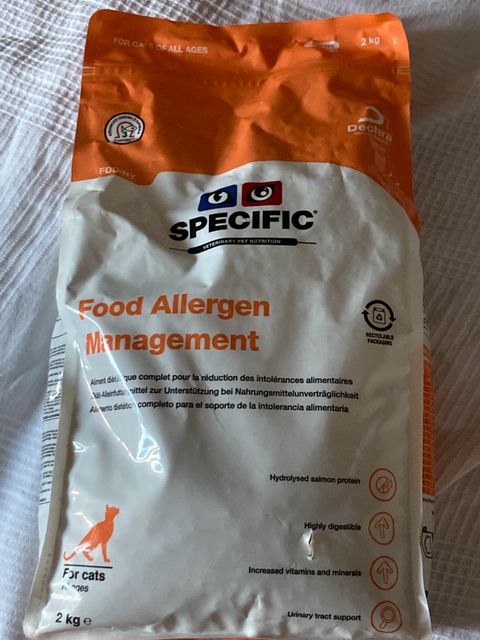 FOR CATS OF ALL AGES
2 kg
Dechra
FDD-HY
SPECIFIC
VETERINARY PET NUTRITION
Food Allergen
Management
RECYCLABLE
PACKAGING
Aliment diététique complet pour la réduction des intolérances alimentaires
Diät-Alleinfuttermittel zur Unterstützung bei Nahrungsmittelunverträglichkeit
Alimento dietético completo para el soporte de la intolerancia alimentaria
Hydrolysed salmon protein
Highly digestible
Increased vitamins and minerals
Urinary tract support
For cats
All ages
2 kg e